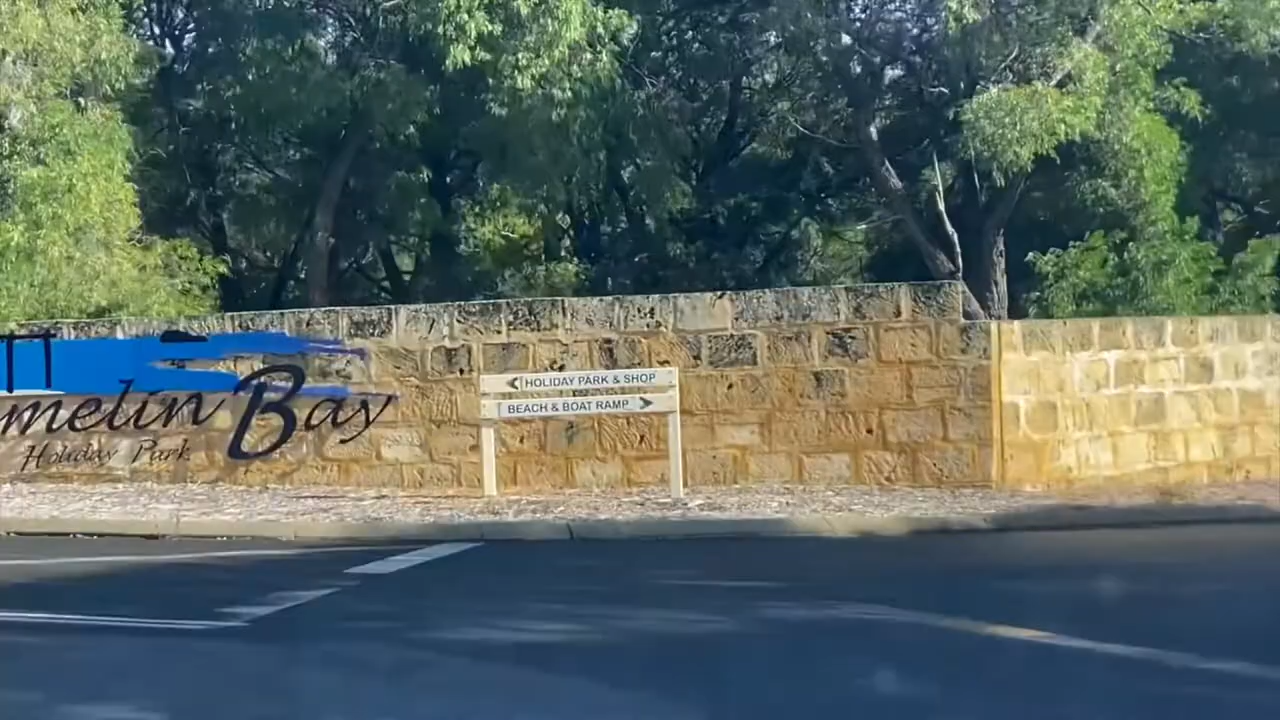 melin Bay
Holiday Park
HOLIDAY PARK & SHOP
BEACH & BOAT RAMP